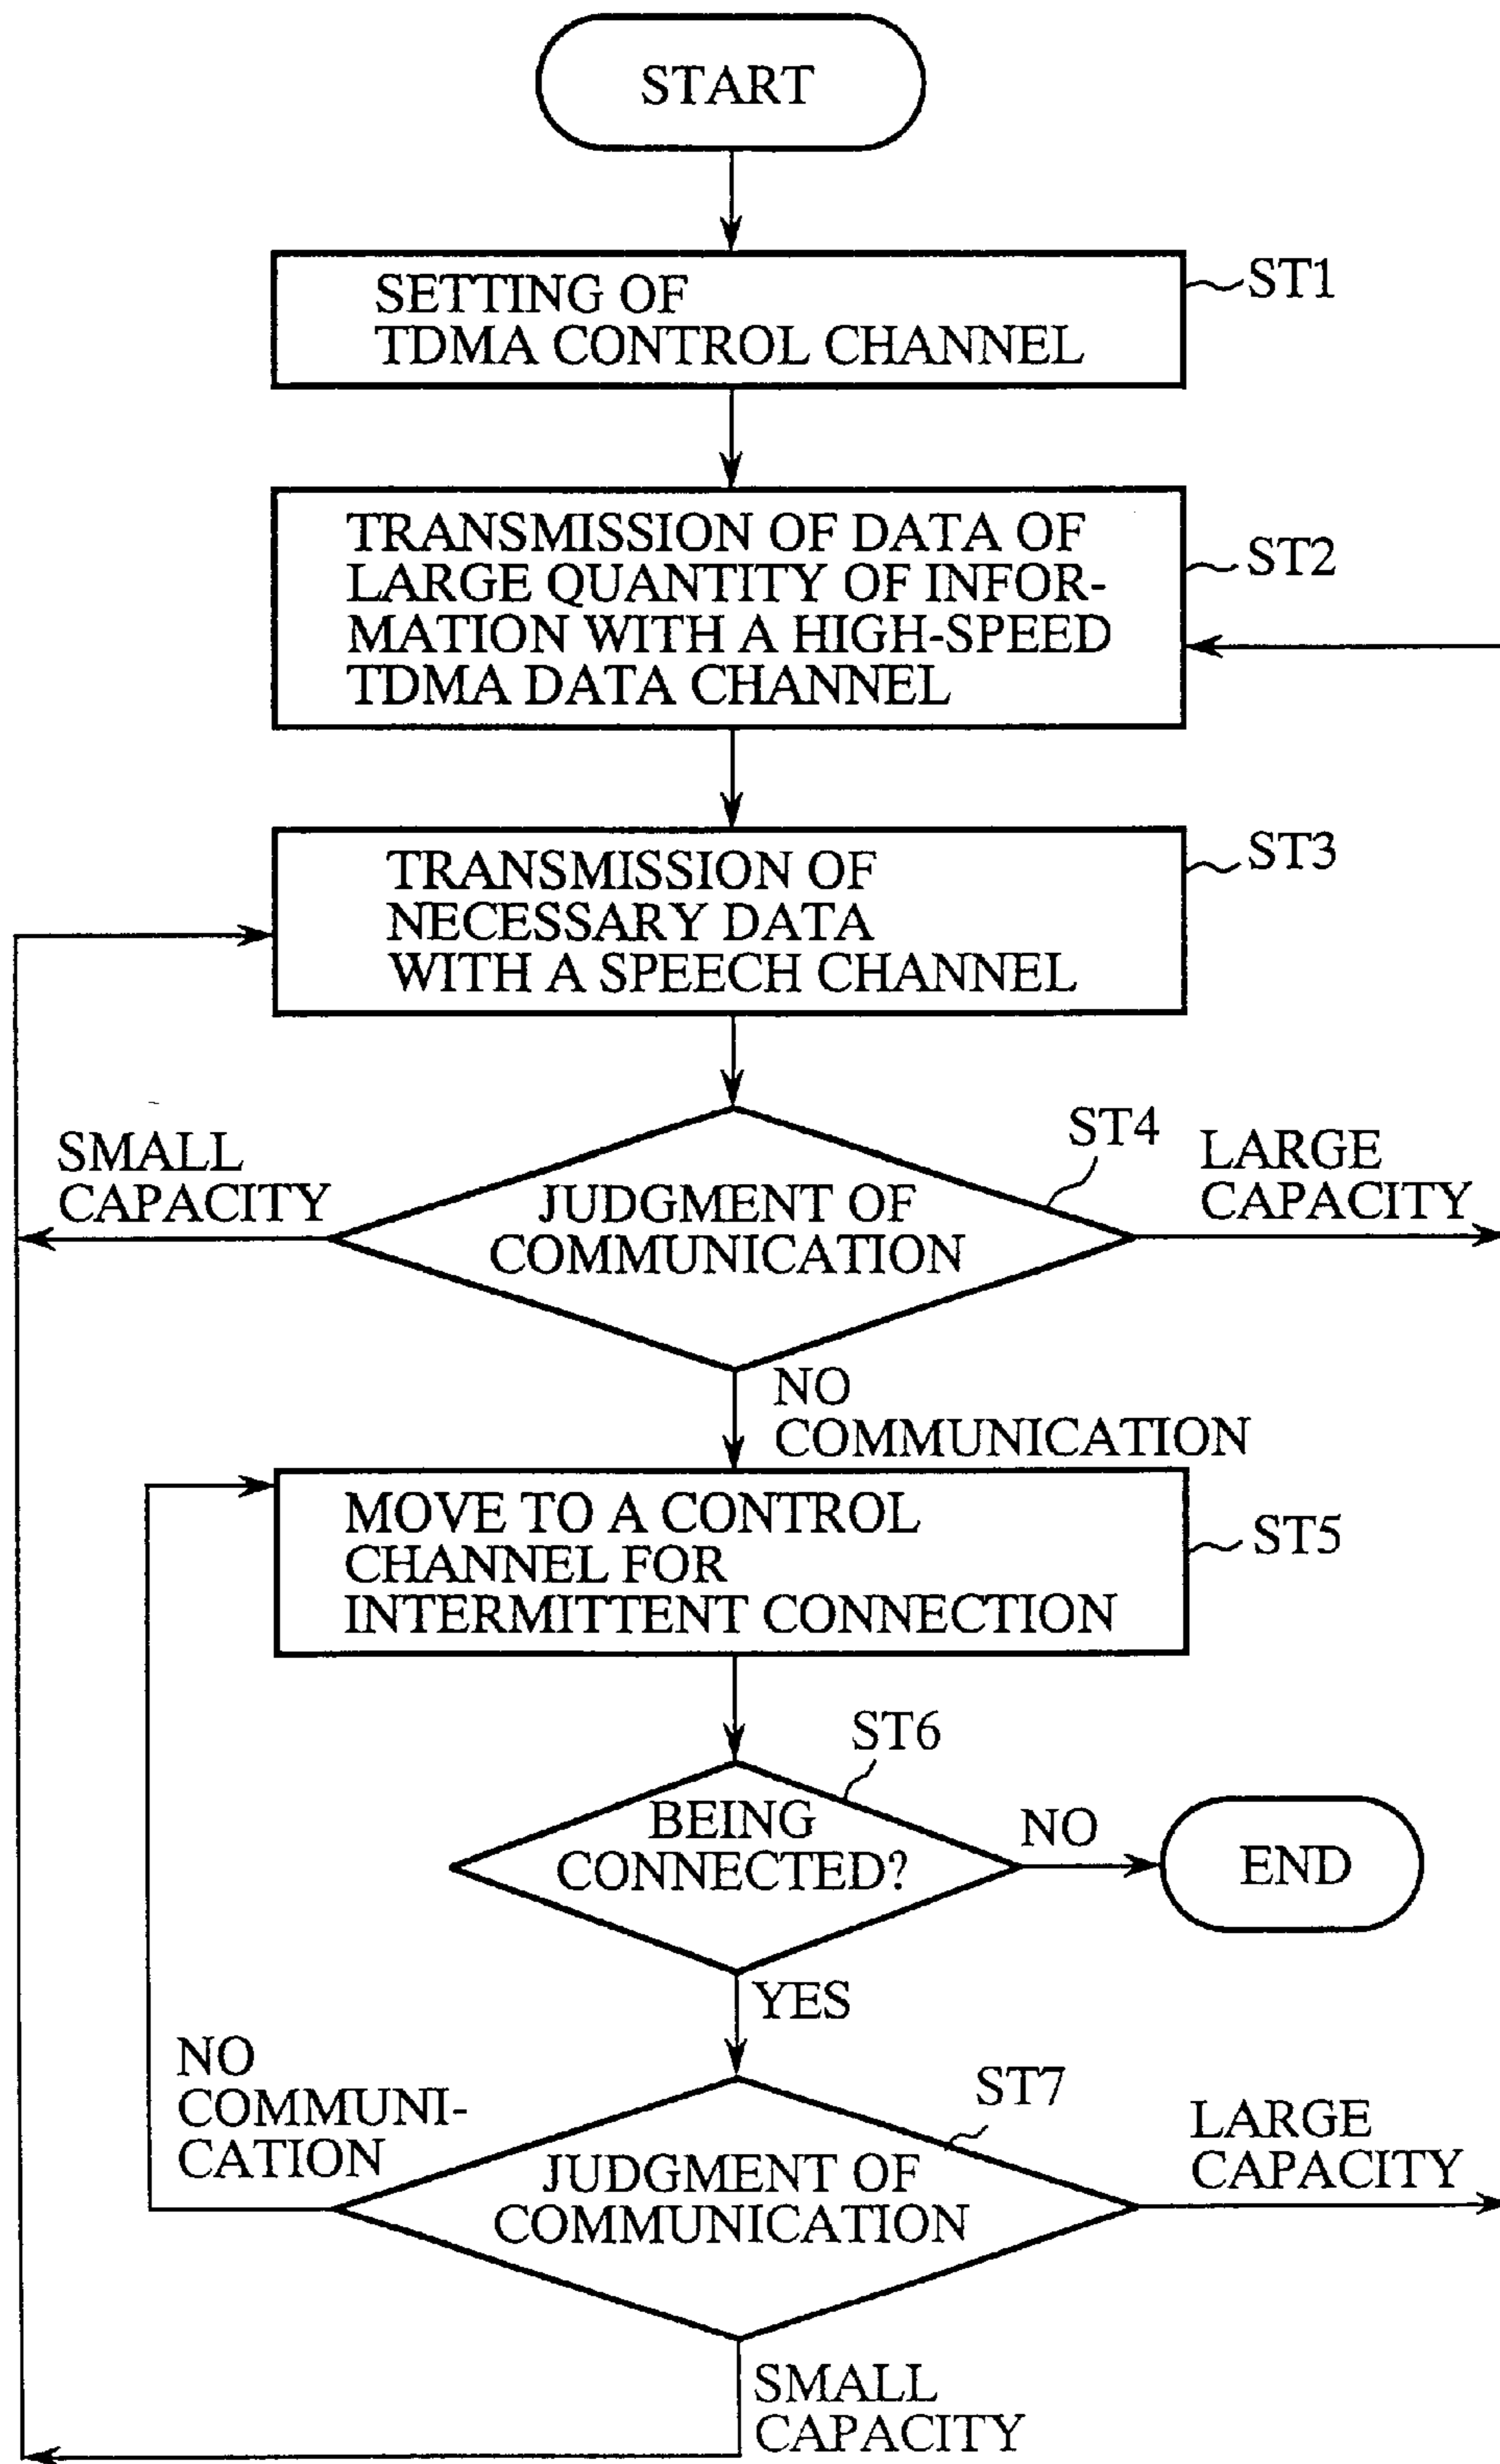 START
SETTING OF
TDMA CONTROL CHANNEL
ST1
TRANSMISSION OF DATA OF
LARGE QUANTITY OF INFOR-
MATION WITH A HIGH-SPEED
TDMA DATA CHANNEL
ST2
TRANSMISSION OF
NECESSARY DATA
WITH A SPEECH CHANNEL
ST3
SMALL
CAPACITY
JUDGMENT OF
COMMUNICATION
ST4
LARGE
CAPACITY
NO
COMMUNICATION
MOVE TO A CONTROL
CHANNEL FOR
INTERMITTENT CONNECTION
ST5
BEING
CONNECTED?
ST6
NO
END
YES
NO
COMMUNI-
CATION
JUDGMENT OF
COMMUNICATION
ST7
LARGE
CAPACITY
SMALL
CAPACITY